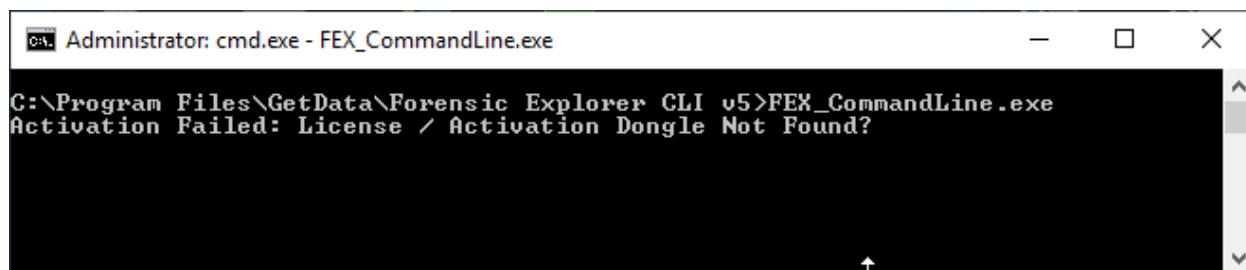 Administrator: cmd.exe - FEX_CommandLine.exe
C:\Program Files\GetData\Forensic Explorer CLI v5>FEX_CommandLine.exe
Activation Failed: License / Activation Dongle Not Found?